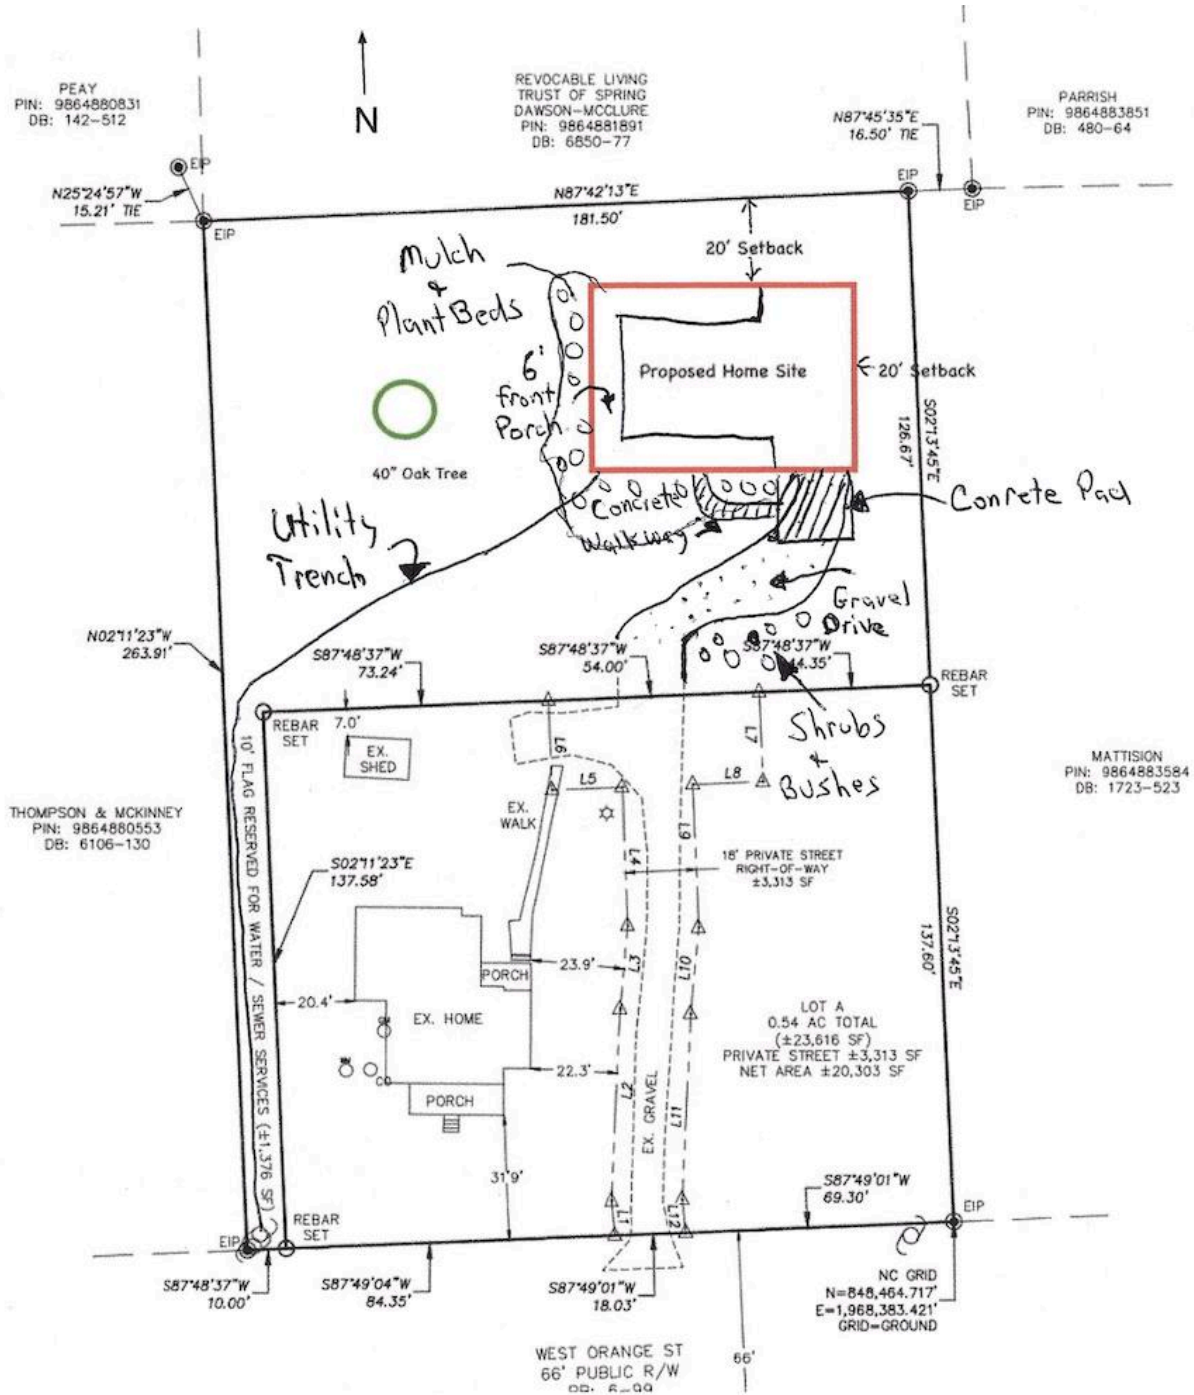 PEAY
PIN: 9864880831
DB: 142-512
N
REVOCABLE LIVING
TRUST OF SPRING
DAWSON-MCCLURE
PIN: 9864881891
DB: 6850-77
N87°45'35"E
16.50' TIE
PARRISH
PIN: 9864883851
DB: 480-64
EIP
N25°24'57"W
15.21' TIE
EIP
N87°42'13"E
181.50'
EIP
EIP
20' Setback
Mulch
&
Plant Beds
6'
front
Porch
Proposed Home Site
20' Setback
40" Oak Tree
S02°13'45"E
126.67'
Concrete
Walkway
Conrete Pad
Utility
Trench
Gravel
Drive
N02°11'23"W
263.91'
S87°48'37"W
73.24'
S87°48'37"W
54.00'
S87°48'37"W
44.35'
REBAR
SET
REBAR
SET
7.0'
EX.
SHED
L6
L7
Shrubs
&
Bushes
L5
L8
EX.
WALK
MATTISION
PIN: 9864883584
DB: 1723-523
THOMPSON & MCKINNEY
PIN: 9864880553
DB: 6106-130
10' FLAG RESERVED FOR WATER / SEWER SERVICES (±1,376 SF)
S02°11'23"E
137.58'
L4
L9
18' PRIVATE STREET
RIGHT-OF-WAY
±3,313 SF
S02°13'45"E
137.60'
PORCH
23.9'
L3
L10
20.4'
EX. HOME
LOT A
0.54 AC TOTAL
(±23,616 SF)
PRIVATE STREET ±3,313 SF
NET AREA ±20,303 SF
22.3'
CO
PORCH
L2
EX. GRAVEL
L11
31'9'
S87°49'01"W
69.30'
L1
L12
EIP
REBAR
SET
EIP
S87°48'37"W
10.00'
S87°49'04"W
84.35'
S87°49'01"W
18.03'
NC GRID
N=848,464.717'
E=1,968,383.421'
GRID=GROUND
WEST ORANGE ST
66' PUBLIC R/W
66'